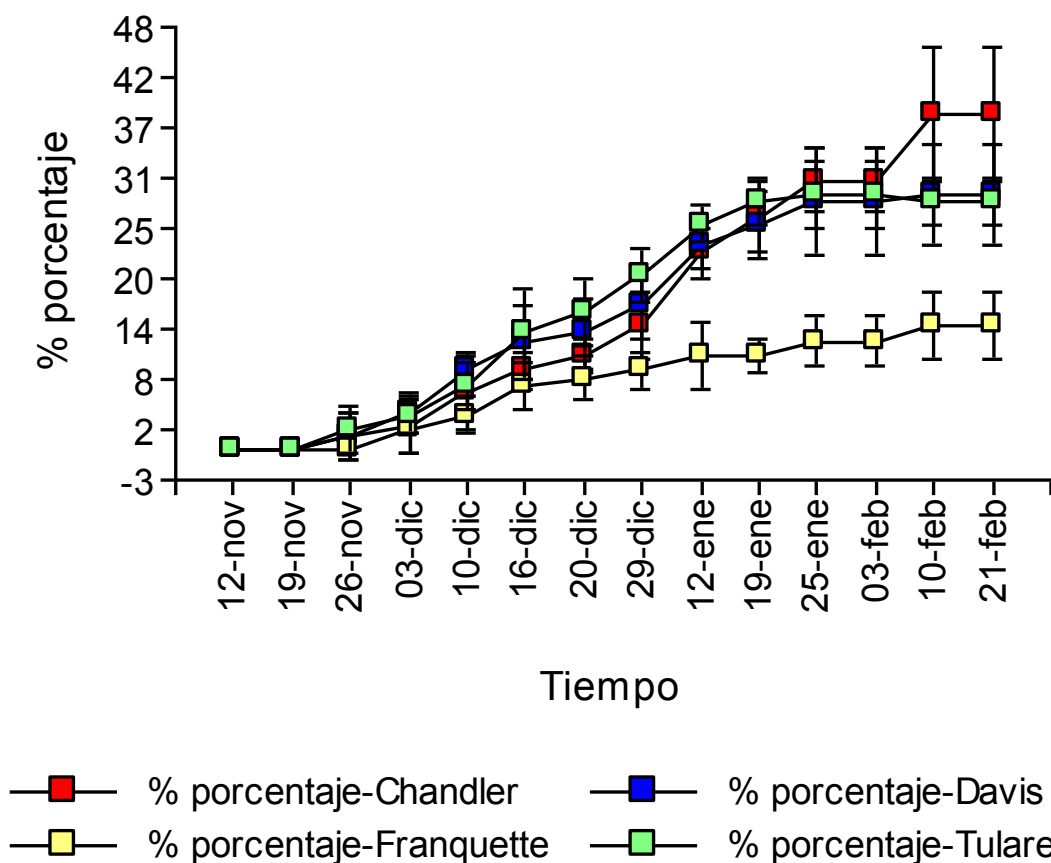 48
42
37
31
25
20
14
8
2
-3
% porcentaje
12-nov
19-nov
26-nov
03-dic
10-dic
16-dic
20-dic
29-dic
12-ene
19-ene
25-ene
03-feb
10-feb
21-feb
Tiempo
% porcentaje-Chandler % porcentaje-Davis
% porcentaje-Franquette % porcentaje-Tulare